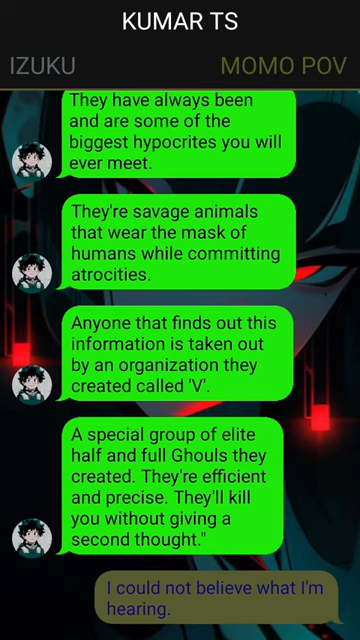 KUMAR TS
IZUKU
MOMO POV
They have always been
and are some of the
biggest hypocrites you will
ever meet.
They're savage animals
that wear the mask of
humans while committing
atrocities.
Anyone that finds out this
information is taken out
by an organization they
created called 'V'.
A special group of elite
half and full Ghouls they
created. They're efficient
and precise. They'll kill
you without giving a
second thought."
I could not believe what I'm
hearing.